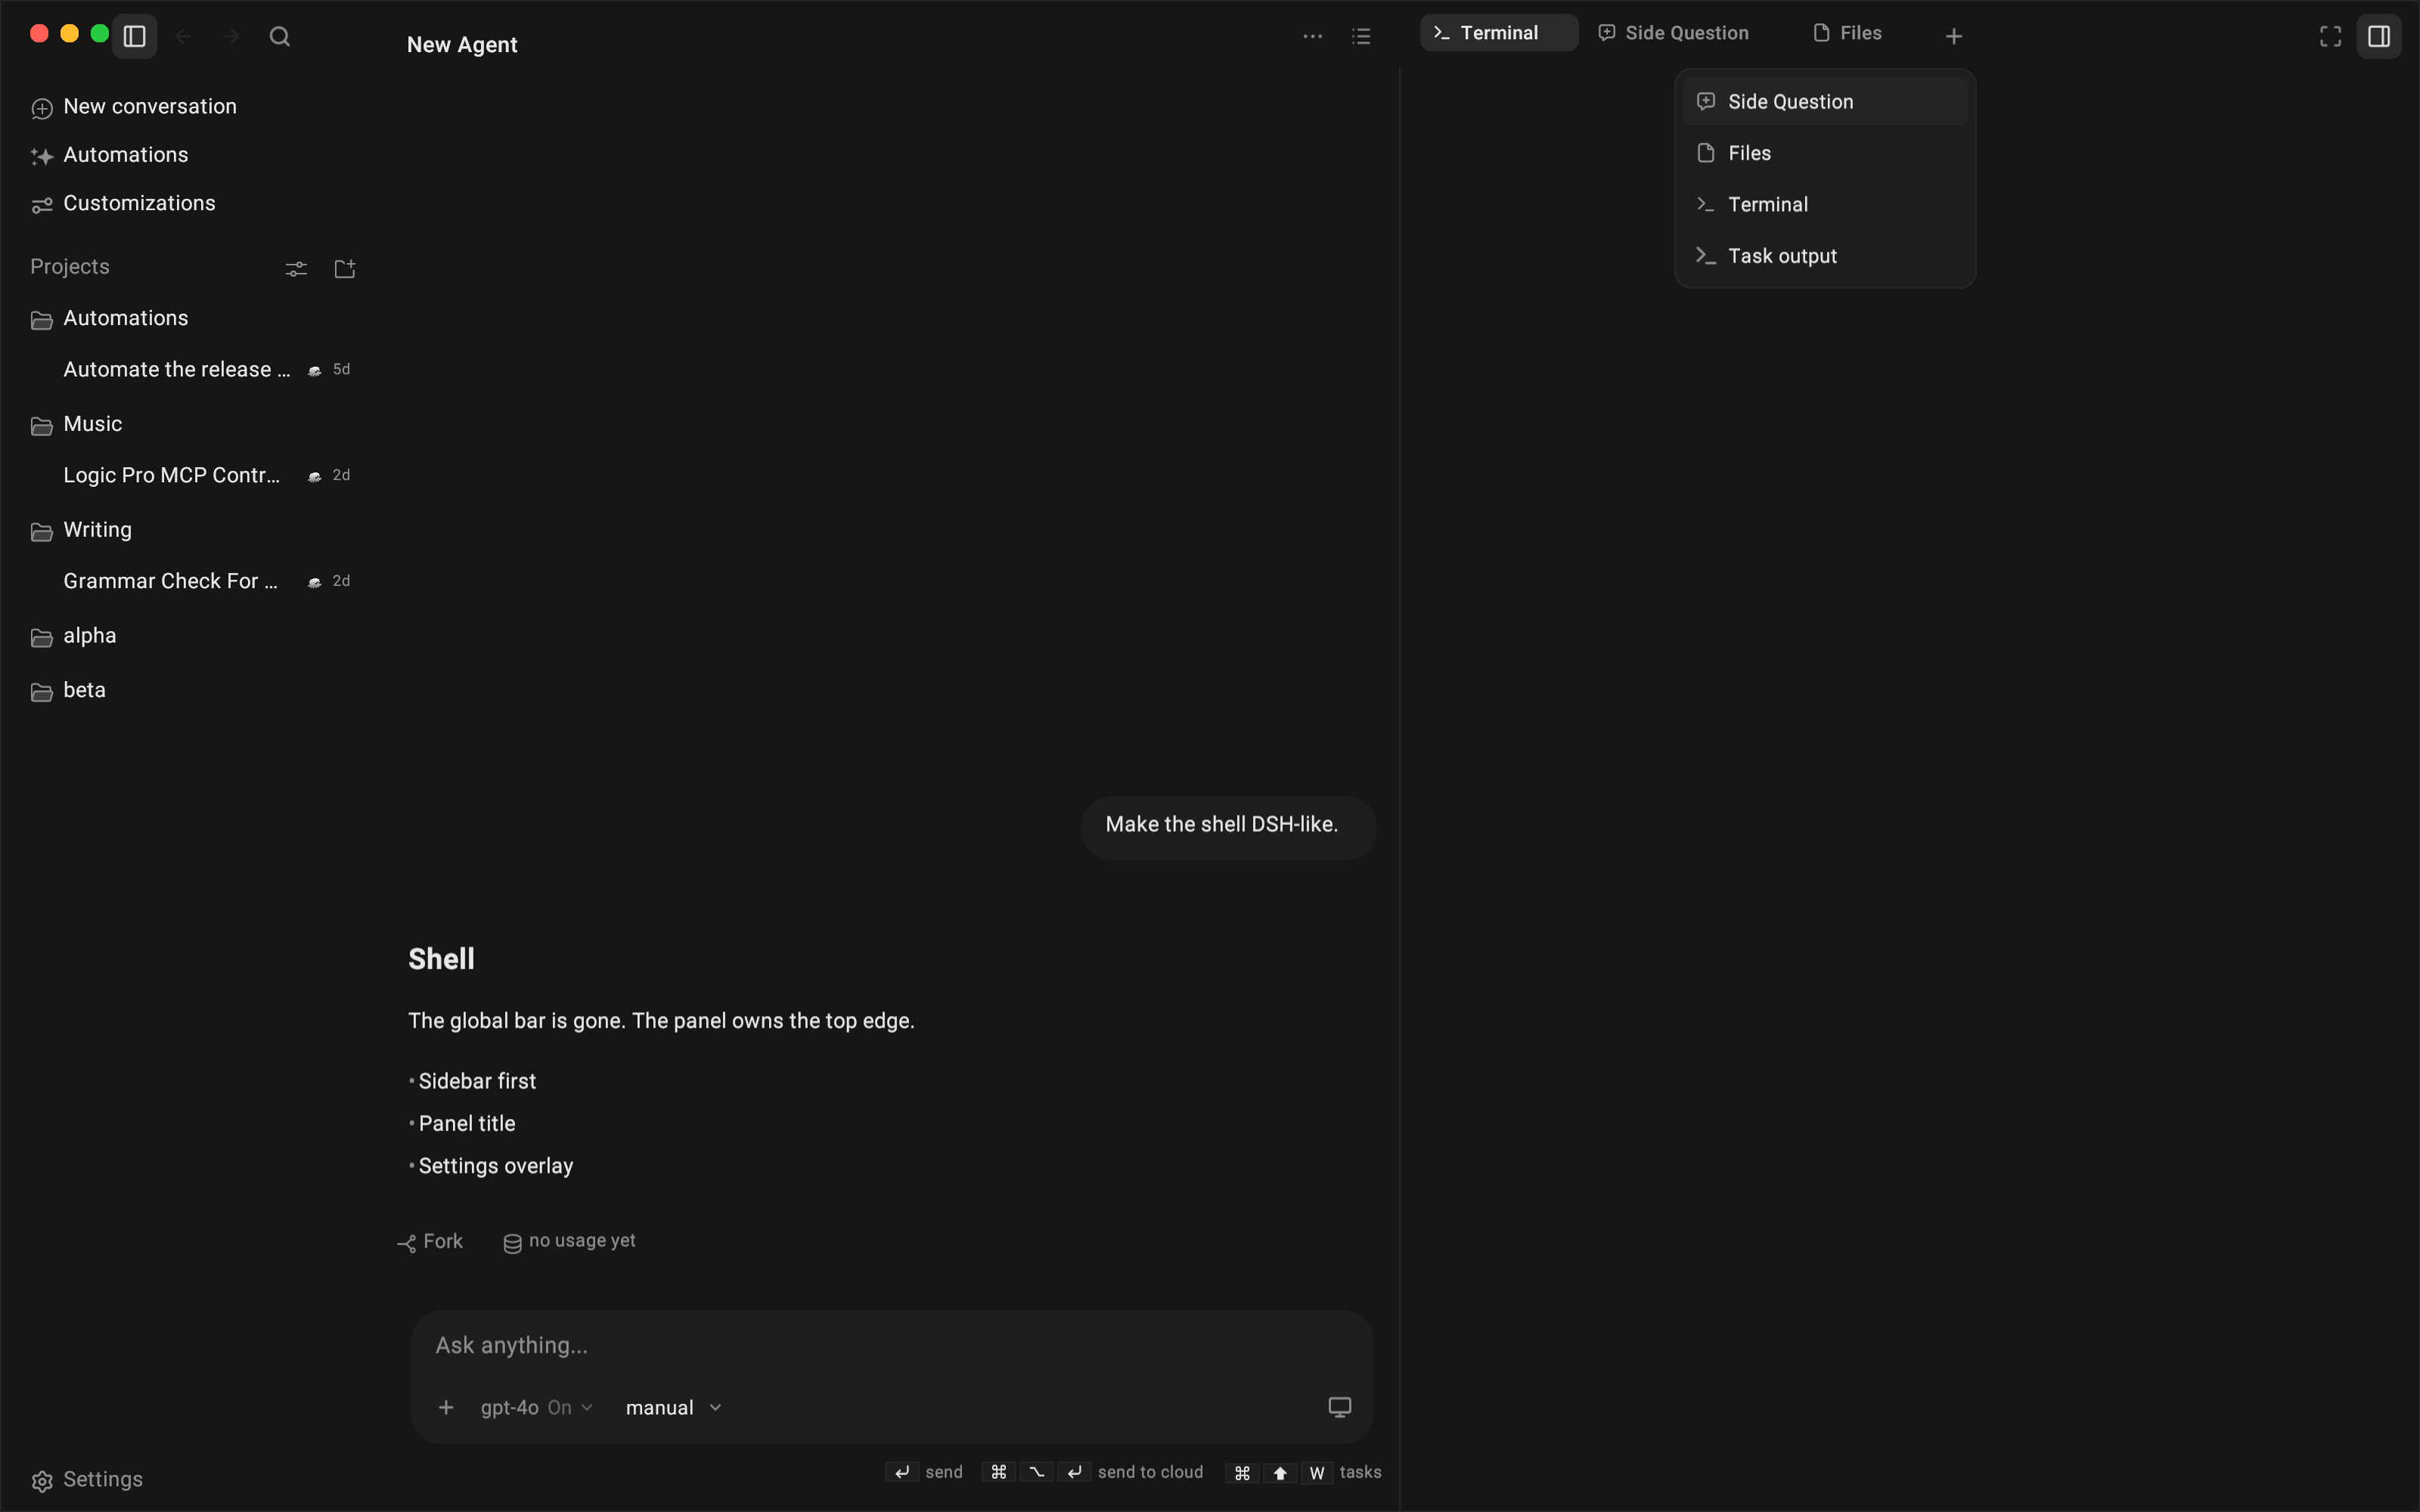 New Agent
Terminal
Side Question
Files
New conversation
Automations
Customizations
Projects
Automations
Automate the release ... 5d
Music
Logic Pro MCP Contr... 2d
Writing
Grammar Check For ... 2d
alpha
beta
Settings
Make the shell DSH-like.
Shell
The global bar is gone. The panel owns the top edge.
• Sidebar first
• Panel title
• Settings overlay
Fork no usage yet
Ask anything...
gpt-4o On manual
send ⌘ ⌥ send to cloud ⌘ W tasks
Side Question
Files
Terminal
Task output